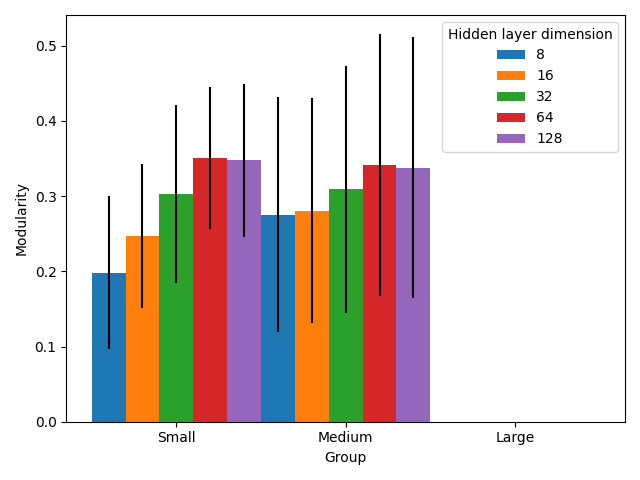 Hidden layer dimension
8
16
32
64
128
0.5
0.4
0.3
0.2
0.1
0.0
Modularity
Small
Medium
Large
Group